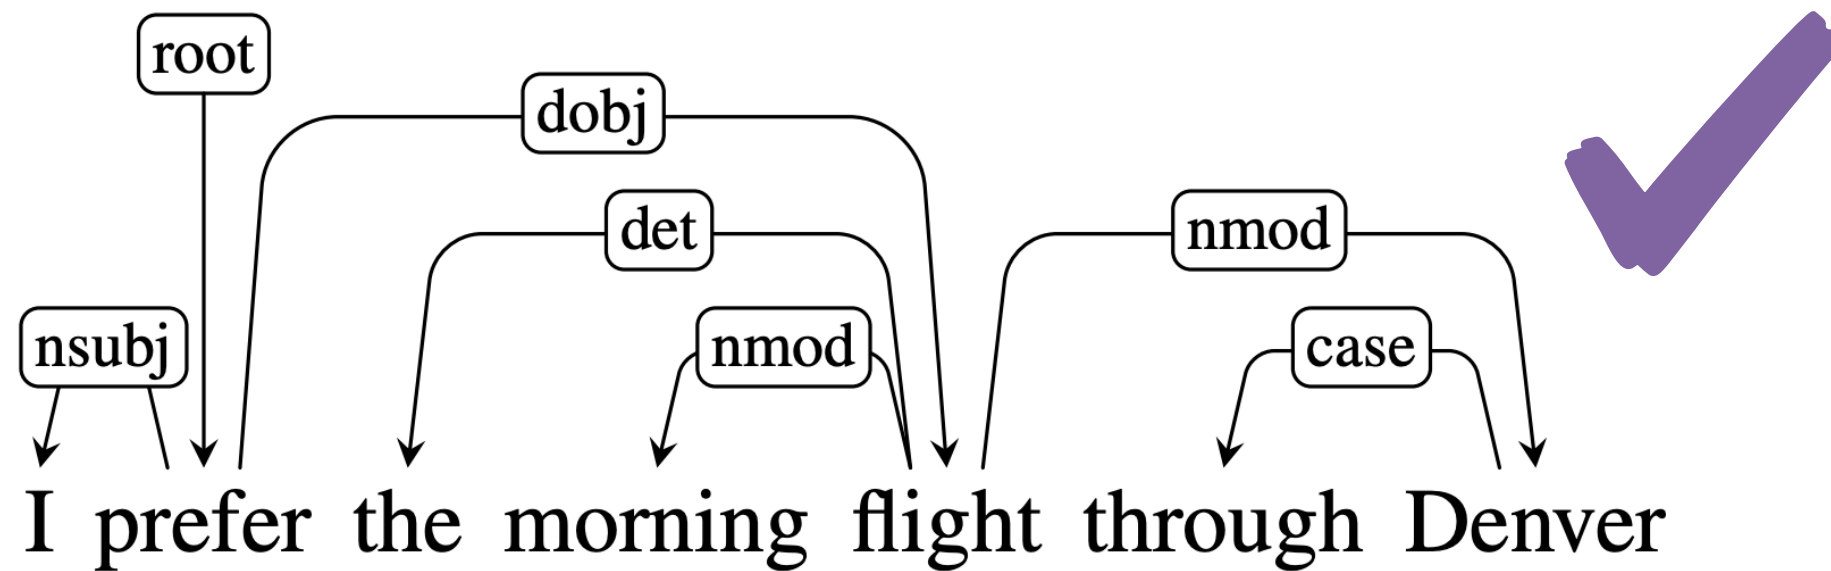 root
dobj
det
nmod
nsubj
nmod
case
I prefer the morning flight through Denver